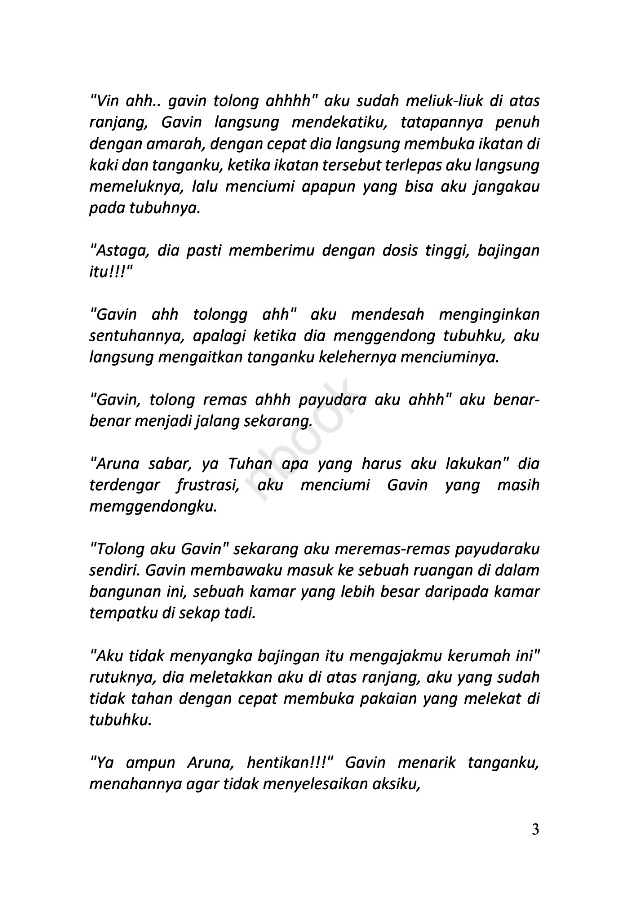 "Vin ahh.. gavin tolong ahhhh" aku sudah meliuk-liuk di atas
ranjang, Gavin langsung mendekatiku, tatapannya penuh
dengan amarah, dengan cepat dia langsung membuka ikatan di
kaki dan tanganku, ketika ikatan tersebut terlepas aku langsung
memeluknya, lalu menciumi apapun yang bisa aku jangakau
pada tubuhnya.
"Astaga, dia pasti memberimu dengan dosis tinggi, bajingan
itu!!!"
"Gavin ahh tolongg ahh" aku mendesah menginginkan
sentuhannya, apalagi ketika dia menggendong tubuhku, aku
langsung mengaitkan tanganku kelehernya menciuminya.
"Gavin, tolong remas ahhh payudara aku ahhh" aku benar-
benar menjadi jalang sekarang.
"Aruna sabar, ya Tuhan apa yang harus aku lakukan" dia
terdengar frustrasi, aku menciumi Gavin yang masih
memggendongku.
"Tolong aku Gavin" sekarang aku meremas-remas payudaraku
sendiri. Gavin membawaku masuk ke sebuah ruangan di dalam
bangunan ini, sebuah kamar yang lebih besar daripada kamar
tempatku di sekap tadi.
"Aku tidak menyangka bajingan itu mengajakmu kerumah ini"
rutuknya, dia meletakkan aku di atas ranjang, aku yang sudah
tidak tahan dengan cepat membuka pakaian yang melekat di
tubuhku.
"Ya ampun Aruna, hentikan!!!" Gavin menarik tanganku,
menahannya agar tidak menyelesaikan aksiku,
3
nbook